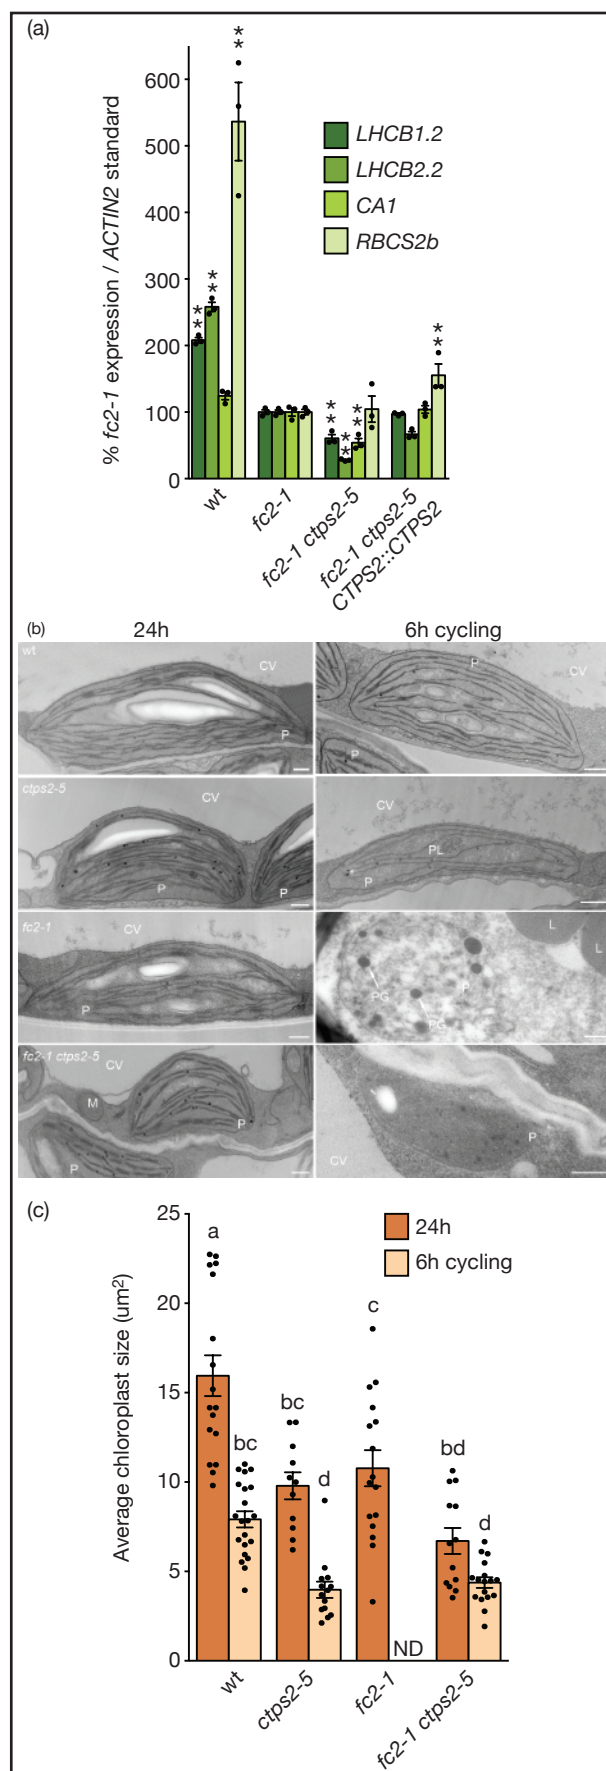 (a)
% fc2-1 expression / ACTIN2 standard
600
500
400
300
200
100
0
**
**
**
**
**
**
**
LHCB1.2
LHCB2.2
CA1
RBCS2b
wt
fc2-1
fc2-1 ctps2-5
fc2-1 ctps2-5
CTPS2::CTPS2
(b)
24h
6h cycling
wt
CV
P
P
CV
P
ctps2-5
CV
P
P
CV
PL
P
fc2-1
CV
P
L
L
P
PG
PG
fc2-1 ctps2-5
CV
M
P
P
P
CV
(c)
Average chloroplast size (um²)
25
20
15
10
5
0
24h
6h cycling
a
bc
bc
d
c
ND
bd
d
wt
ctps2-5
fc2-1
fc2-1 ctps2-5